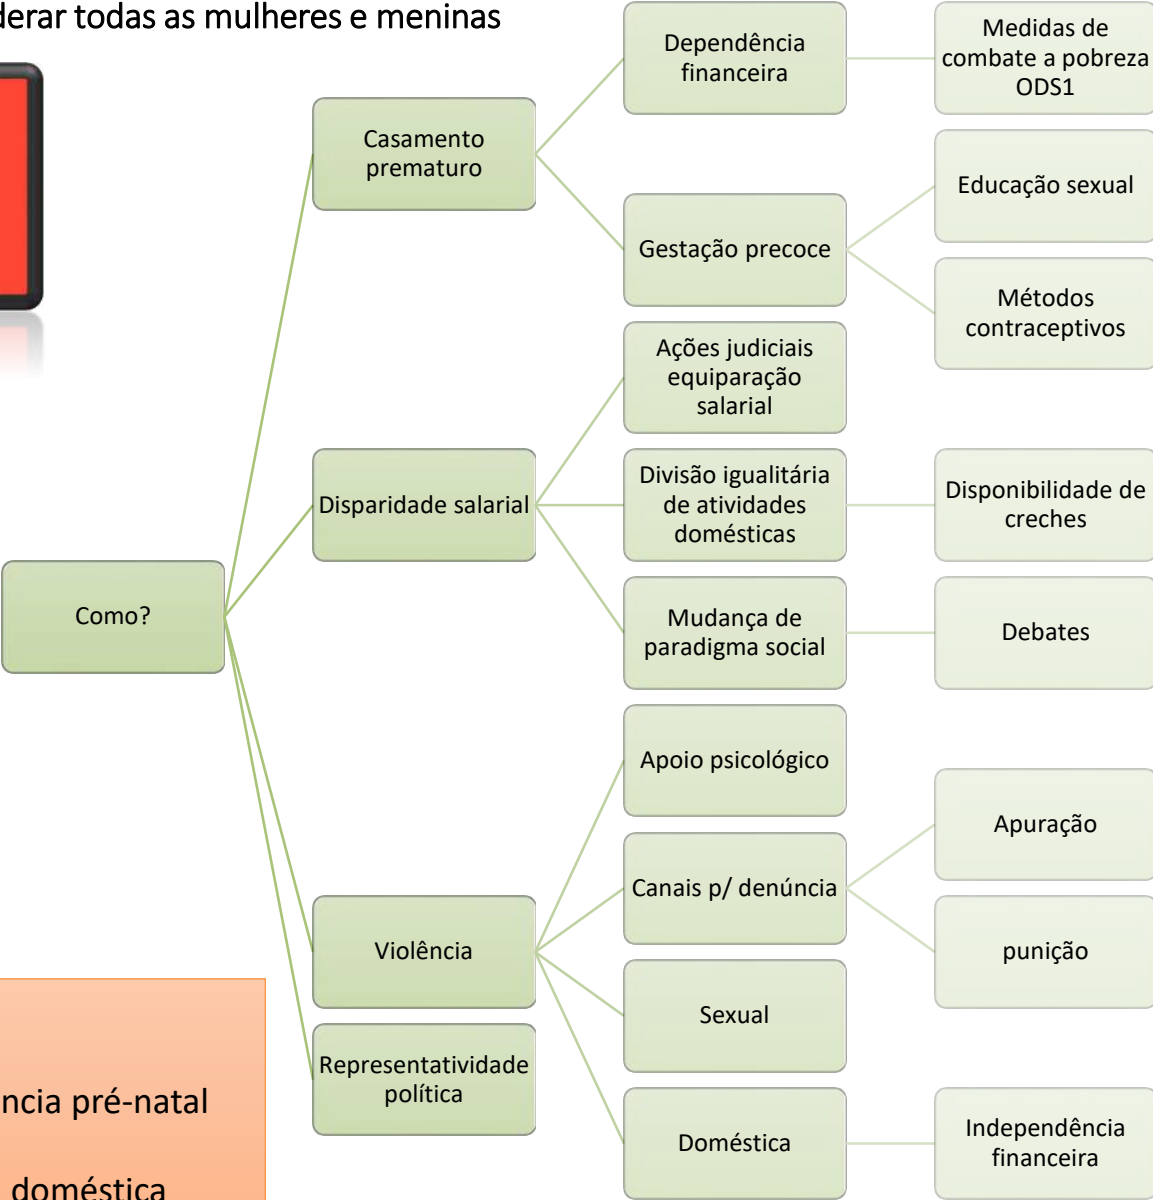 derar todas as mulheres e meninas
Como?
Casamento
prematuro
Dependência
financeira
Medidas de
combate a pobreza
ODS1
Gestação precoce
Educação sexual
Métodos
contraceptivos
Disparidade salarial
Ações judiciais
equiparação
salarial
Divisão igualitária
de atividades
domésticas
Disponibilidade de
creches
Mudança de
paradigma social
Debates
Violência
Apoio psicológico
Canais p/ denúncia
Apuração
punição
Sexual
Doméstica
Independência
financeira
Representatividade
política
ncia pré-natal
doméstica